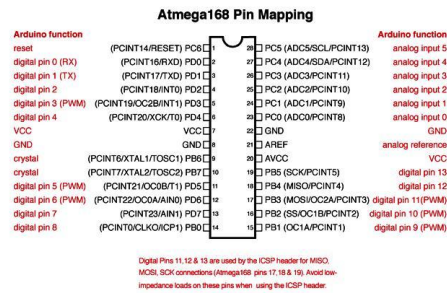 Atmega168 Pin Mapping
Arduino function
Arduino function
reset (PCINT14/RESET) PC6 1 28 PC5 (ADC5/SCL/PCINT13) analog input 5
digital pin 0 (RX) (PCINT16/RXD) PD0 2 27 PC4 (ADC4/SDA/PCINT12) analog input 4
digital pin 1 (TX) (PCINT17/TXD) PD1 3 26 PC3 (ADC3/PCINT11) analog input 3
digital pin 2 (PCINT18/INT0) PD2 4 25 PC2 (ADC2/PCINT10) analog input 2
digital pin 3 (PWM) (PCINT19/OC2B/INT1) PD3 5 24 PC1 (ADC1/PCINT9) analog input 1
digital pin 4 (PCINT20/XCK/T0) PD4 6 23 PC0 (ADC0/PCINT8) analog input 0
VCC VCC 7 22 GND GND
GND GND 8 21 AREF analog reference
crystal (PCINT6/XTAL1/TOSC1) PB6 9 20 AVCC VCC
crystal (PCINT7/XTAL2/TOSC2) PB7 10 19 PB5 (SCK/PCINT5) digital pin 13
digital pin 5 (PWM) (PCINT21/OC0B/T1) PD5 11 18 PB4 (MISO/PCINT4) digital pin 12
digital pin 6 (PWM) (PCINT22/OC0A/AIN0) PD6 12 17 PB3 (MOSI/OC2A/PCINT3) digital pin 11(PWM)
digital pin 7 (PCINT23/AIN1) PD7 13 16 PB2 (SS/OC1B/PCINT2) digital pin 10 (PWM)
digital pin 8 (PCINT0/CLKO/ICP1) PB0 14 15 PB1 (OC1A/PCINT1) digital pin 9 (PWM)
Digital Pins 11,12 & 13 are used by the ICSP header for MISO,
MOSI, SCK connections (Atmega168 pins 17,18 & 19). Avoid low-
impedance loads on these pins when using the ICSP header.